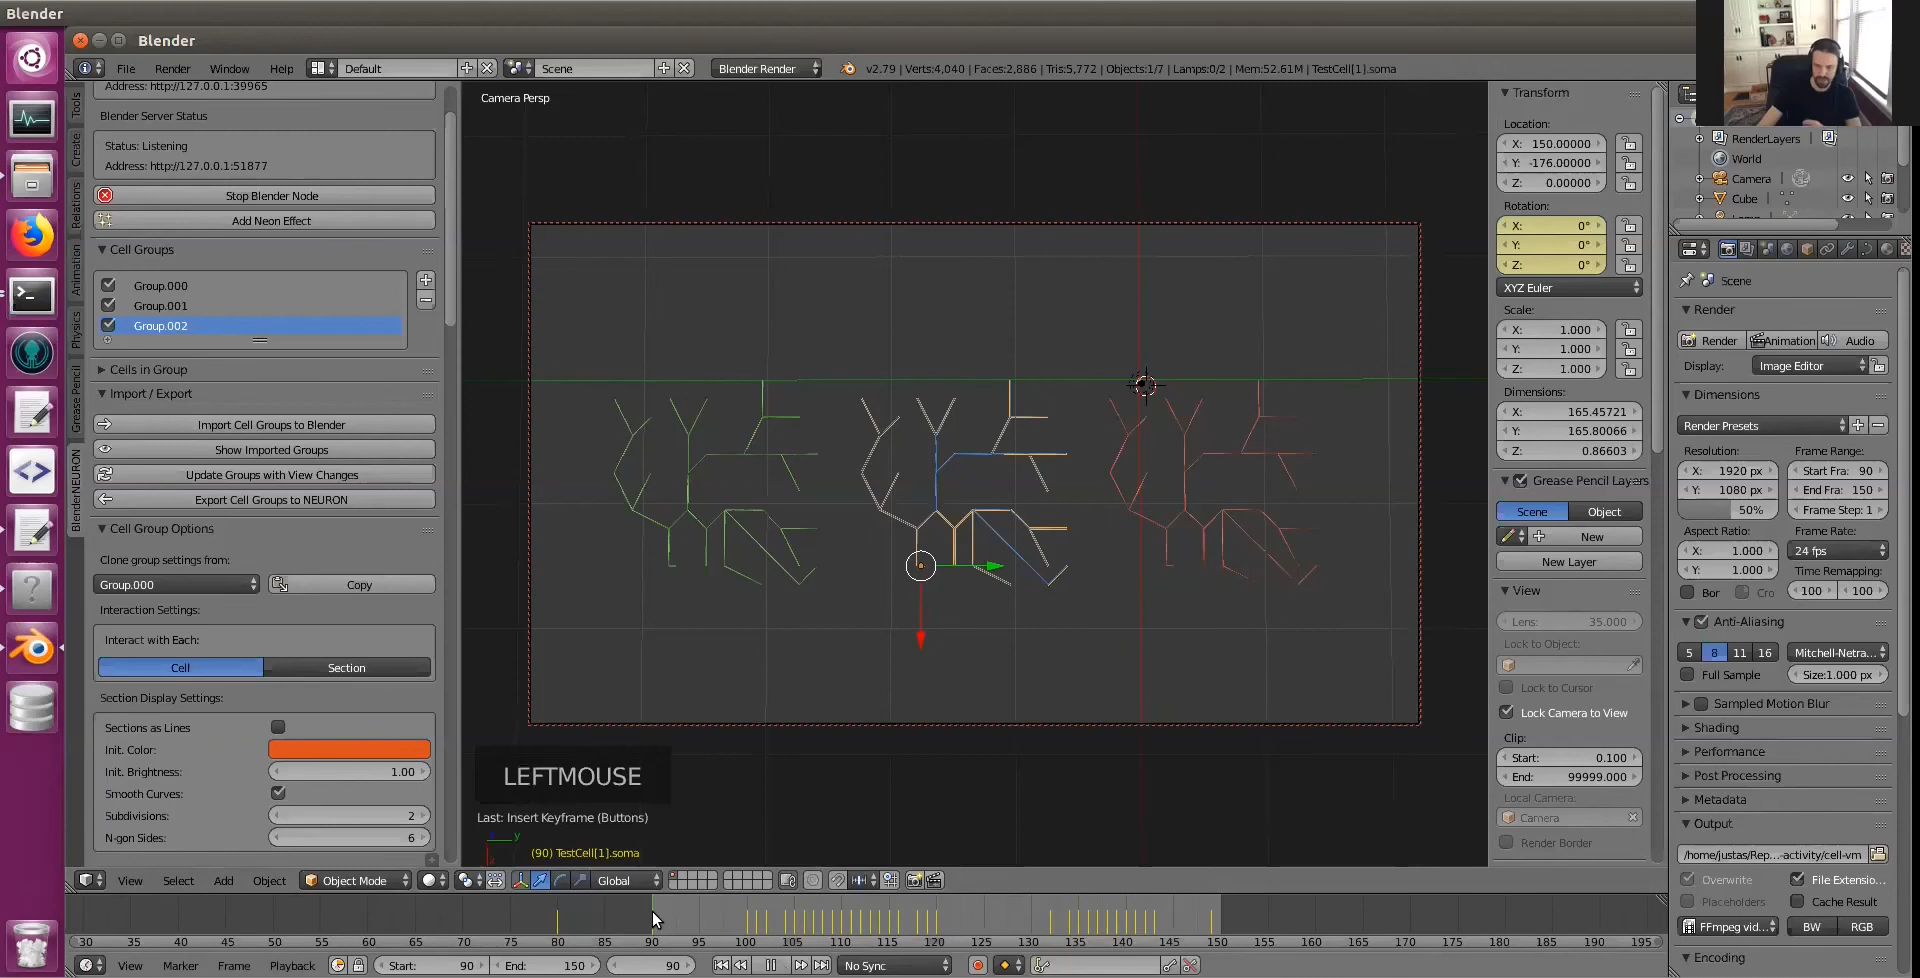 Blender
Blender
File Render Window Help Default Scene Blender Render v2.79 | Verts:4,040 | Faces:2,886 | Tris:5,772 | Objects:1/7 | Lamps:0/2 | Mem:52.61M | TestCell[1].soma
Address: http://127.0.0.1:39965
Blender Server Status
Status: Listening
Address: http://127.0.0.1:51877
Stop Blender Node
Add Neon Effect
Cell Groups
Group.000
Group.001
Group.002
Cells in Group
Import / Export
Import Cell Groups to Blender
Show Imported Groups
Update Groups with View Changes
Export Cell Groups to NEURON
Cell Group Options
Clone group settings from:
Group.000 Copy
Interaction Settings:
Interact with Each:
Cell Section
Section Display Settings:
Sections as Lines
Init. Color:
Init. Brightness: 1.00
Smooth Curves:
Subdivisions: 2
N-gon Sides: 6
Tools
Create
Relations
Animation
Physics
Grease Pencil
BlenderNEURON
Camera Persp
LEFTMOUSE
Last: Insert Keyframe (Buttons)
y
(90) TestCell[1].soma
Transform
Location:
X: 150.00000
Y: -176.00000
Z: 0.00000
Rotation:
X: 0°
Y: 0°
Z: 0°
XYZ Euler
Scale:
X: 1.000
Y: 1.000
Z: 1.000
Dimensions:
X: 165.45721
Y: 165.80066
Z: 0.86603
Grease Pencil Layers
Scene Object
New
New Layer
View
Lens: 35.000
Lock to Object:
Lock to Cursor
Lock Camera to View
Clip:
Start: 0.100
End: 99999.000
Local Camera:
Camera
Render Border
RenderLayers
World
Camera
Cube
Scene
Render
Render Animation Audio
Display: Image Editor
Dimensions
Render Presets
Resolution: Frame Range:
X: 1920 px Start Fra: 90
Y: 1080 px End Fra: 150
50% Frame Step: 1
Aspect Ratio: Frame Rate:
X: 1.000 24 fps
Y: 1.000 Time Remapping:
Bor Cro 100 100
Anti-Aliasing
5 8 11 16 Mitchell-Netra...
Full Sample Size:1.000 px
Sampled Motion Blur
Shading
Performance
Post Processing
Metadata
Output
/home/justas/Rep...-activity/cell-vm
Overwrite File Extensio...
Placeholders Cache Result
FFmpeg vid... BW RGB
Encoding
View Select Add Object Object Mode Global
30 35 40 45 50 55 60 65 70 75 80 85 90 95 100 105 110 115 120 125 130 135 140 145 150 155 160 165 170 175 180 185 190 195
View Marker Frame Playback Start: 90 End: 150 90 No Sync